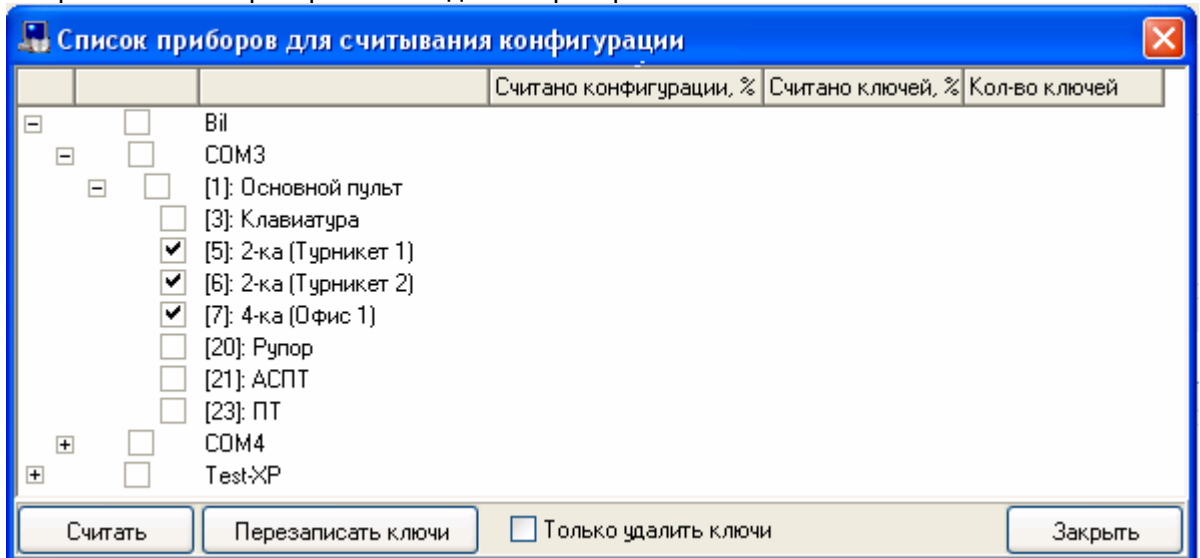 Список приборов для считывания конфигурации
Считано конфигурации, % Считано ключей, % Кол-во ключей
Bil
COM3
[1]: Основной пульт
[3]: Клавиатура
[5]: 2-ка (Турникет 1)
[6]: 2-ка (Турникет 2)
[7]: 4-ка (Офис 1)
[20]: Рупор
[21]: АСПТ
[23]: ПТ
COM4
Test-XP
Считать Перезаписать ключи Только удалить ключи Закрыть